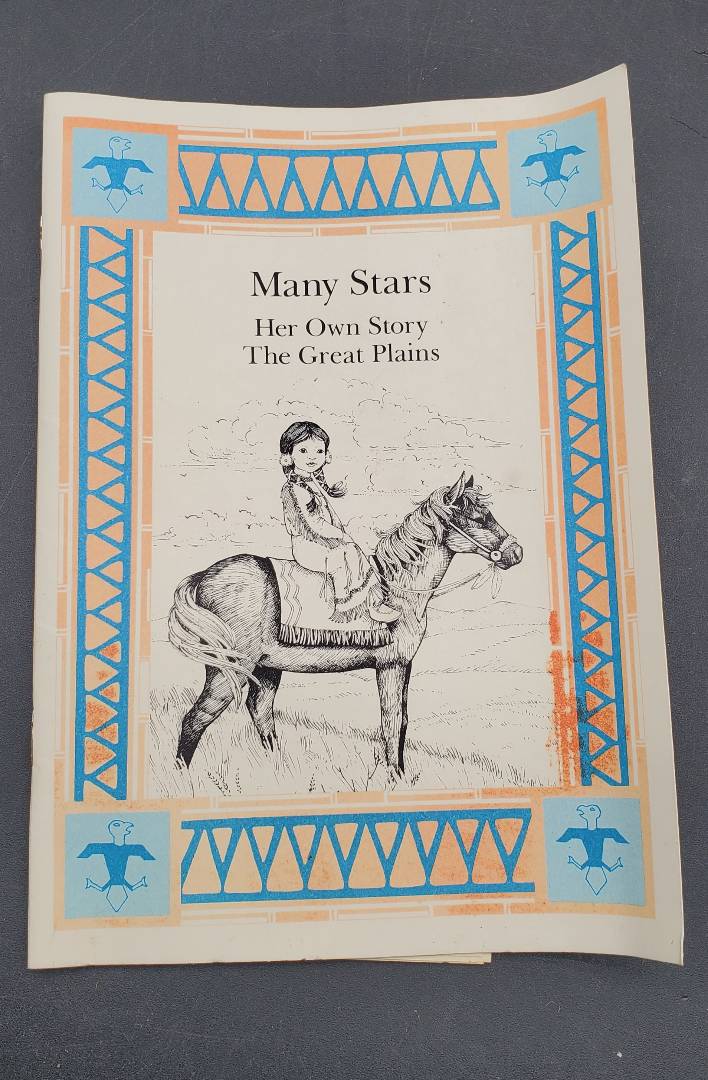 Many Stars
Her Own Story
The Great Plains